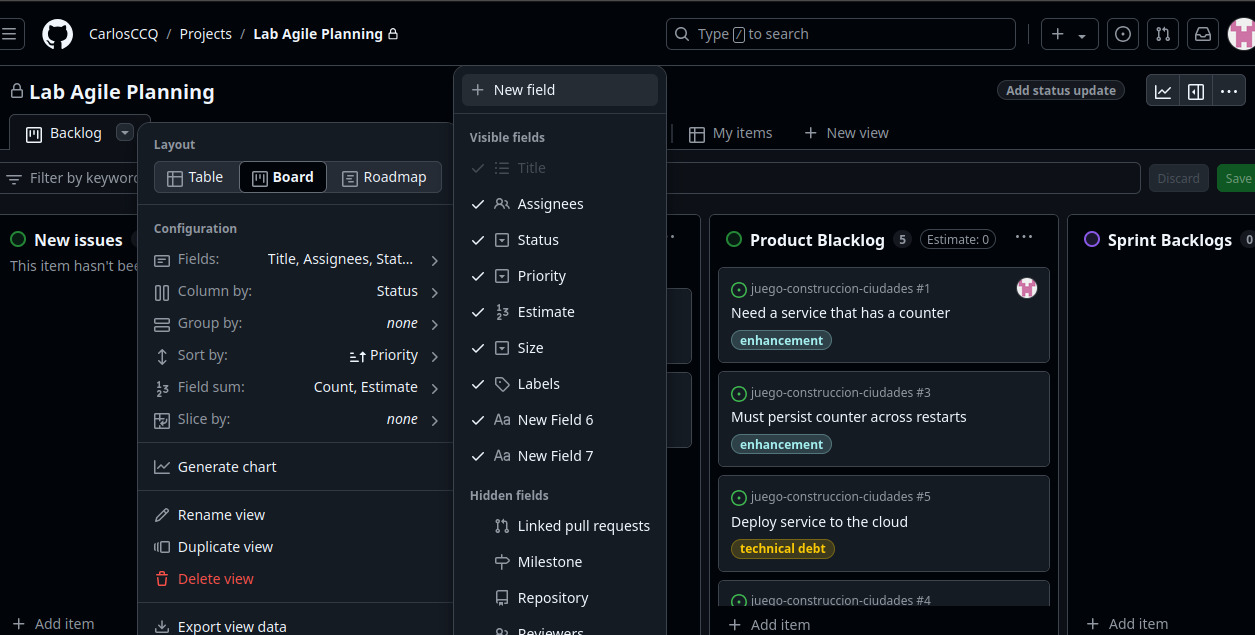 CarlosCCQ / Projects / Lab Agile Planning
Type / to search
Lab Agile Planning
Add status update
Backlog
My items
New view
Filter by keyword
Discard
Save
Layout
Table
Board
Roadmap
Configuration
Fields: Title, Assignees, Stat...
Column by: Status
Group by: none
Sort by: Priority
Field sum: Count, Estimate
Slice by: none
Generate chart
Rename view
Duplicate view
Delete view
Export view data
New field
Visible fields
Title
Assignees
Status
Priority
Estimate
Size
Labels
Aa New Field 6
Aa New Field 7
Hidden fields
Linked pull requests
Milestone
Repository
Reviewers
New issues
This item hasn't bee
Add item
Product Blacklog 5 Estimate: 0
juego-construccion-ciudades #1
Need a service that has a counter
enhancement
juego-construccion-ciudades #3
Must persist counter across restarts
enhancement
juego-construccion-ciudades #5
Deploy service to the cloud
technical debt
juego-construccion-ciudades #4
Add item
Sprint Backlogs 0
Add item